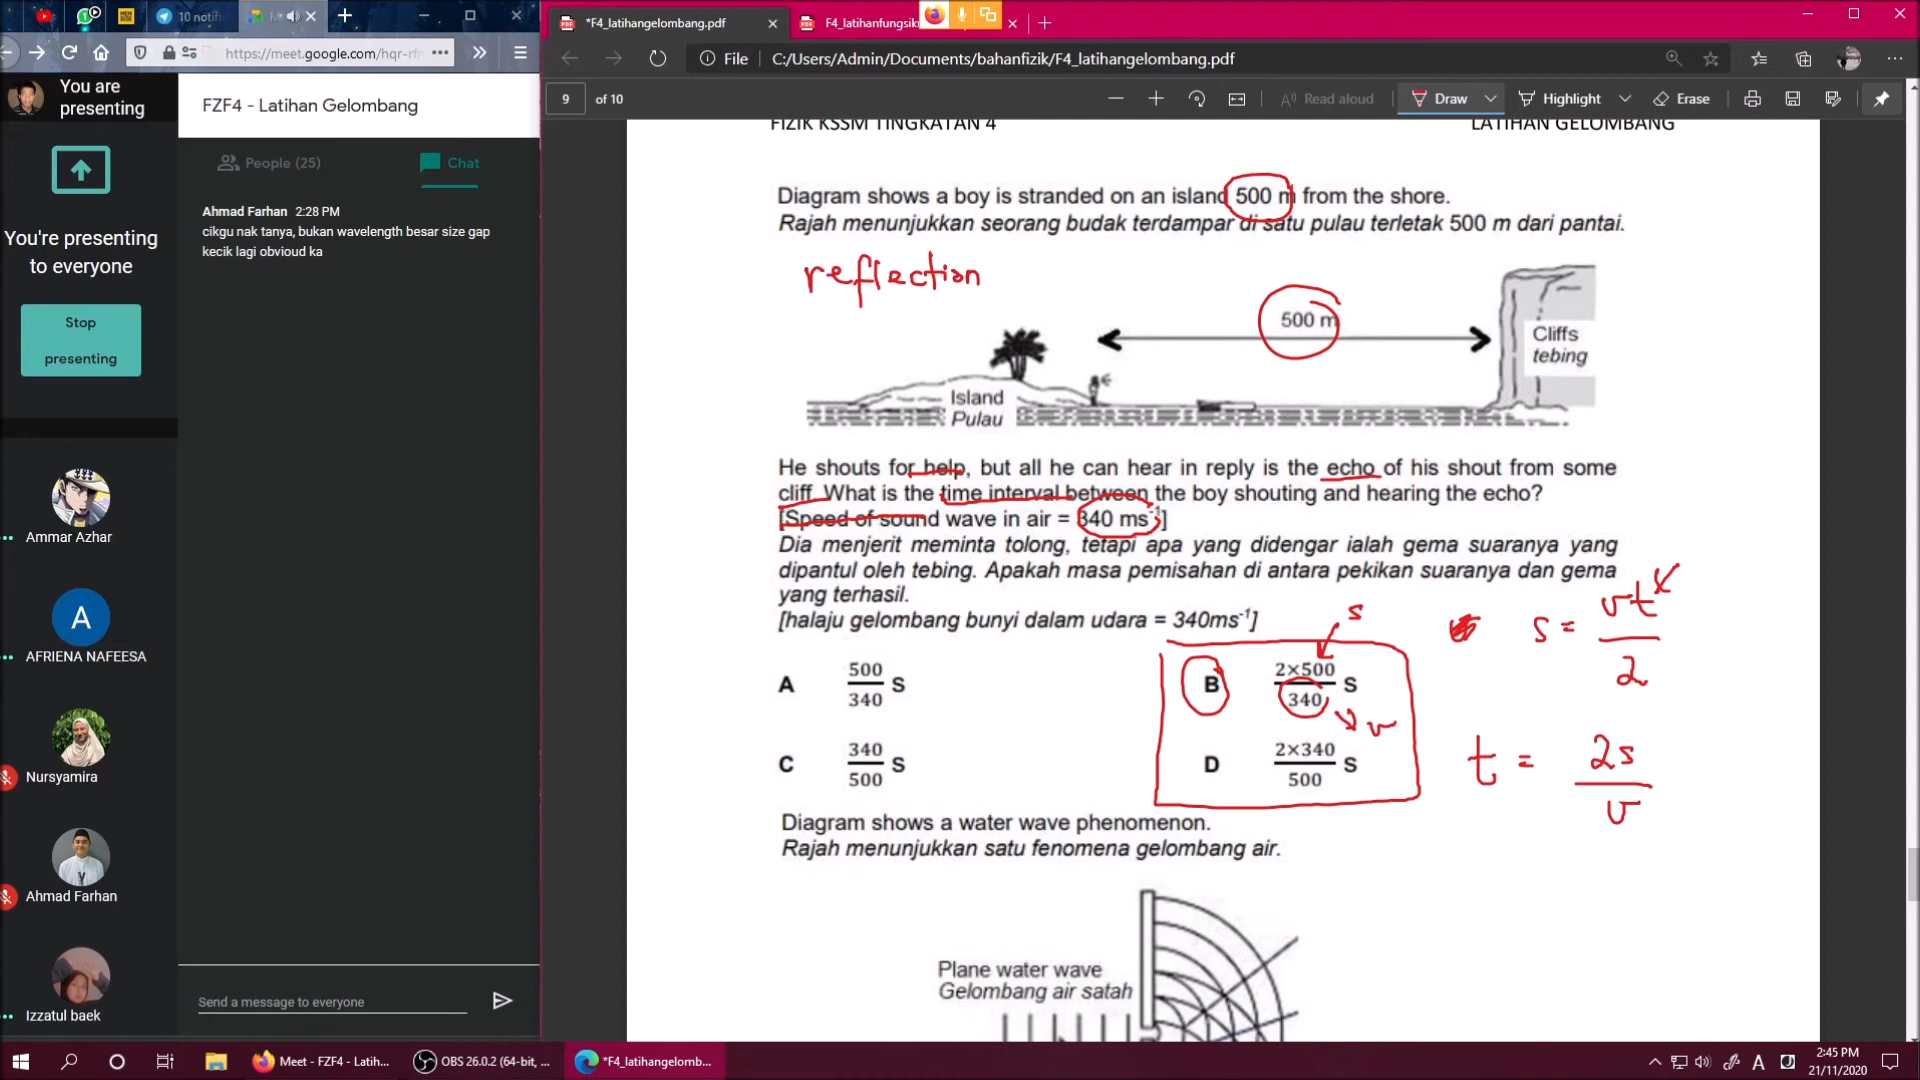 10 notifi
https://meet.google.com/hqr-rfn
You are
presenting
FZF4 - Latihan Gelombang
People (25)
Chat
Ahmad Farhan 2:28 PM
cikgu nak tanya, bukan wavelength besar size gap
kecik lagi obvioud ka
You're presenting
to everyone
Stop
presenting
Ammar Azhar
A
AFRIENA NAFEESA
Nursyamira
Ahmad Farhan
Izzatul baek
Send a message to everyone
*F4_latihangelombang.pdf
F4_latihanfungsiku
File
C:/Users/Admin/Documents/bahanfizik/F4_latihangelombang.pdf
9 of 10
Read aloud
Draw
Highlight
Erase
FIZIK KSSM TINGKATAN 4
LATIHAN GELOMBANG
Diagram shows a boy is stranded on an island 500 m from the shore.
Rajah menunjukkan seorang budak terdampar di satu pulau terletak 500 m dari pantai.
reflection
500 m
Cliffs
tebing
Island
Pulau
He shouts for help, but all he can hear in reply is the echo of his shout from some
cliff. What is the time interval between the boy shouting and hearing the echo?
[Speed of sound wave in air = 340 ms-1]
Dia menjerit meminta tolong, tetapi apa yang didengar ialah gema suaranya yang
dipantul oleh tebing. Apakah masa pemisahan di antara pekikan suaranya dan gema
yang terhasil.
[halaju gelombang bunyi dalam udara = 340ms-1]
s
s = vt/2
A 500/340 S
B 2×500/340 S
v
C 340/500 S
D 2×340/500 S
t = 2s/v
Diagram shows a water wave phenomenon.
Rajah menunjukkan satu fenomena gelombang air.
Plane water wave
Gelombang air satah
Meet - FZF4 - Latih...
OBS 26.0.2 (64-bit, ...
*F4_latihangelomb...
A
2:45 PM
21/11/2020